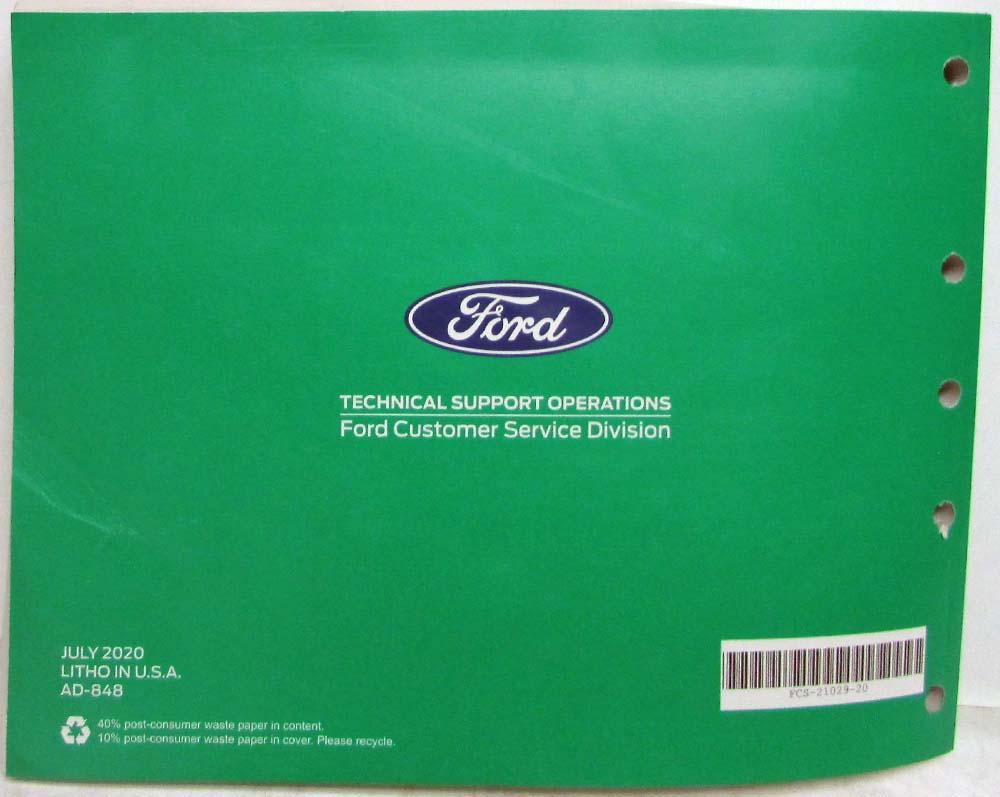 Ford
TECHNICAL SUPPORT OPERATIONS
Ford Customer Service Division
JULY 2020
LITHO IN U.S.A.
AD-848
40% post-consumer waste paper in content.
10% post-consumer waste paper in cover. Please recycle.
FCS-21029-20